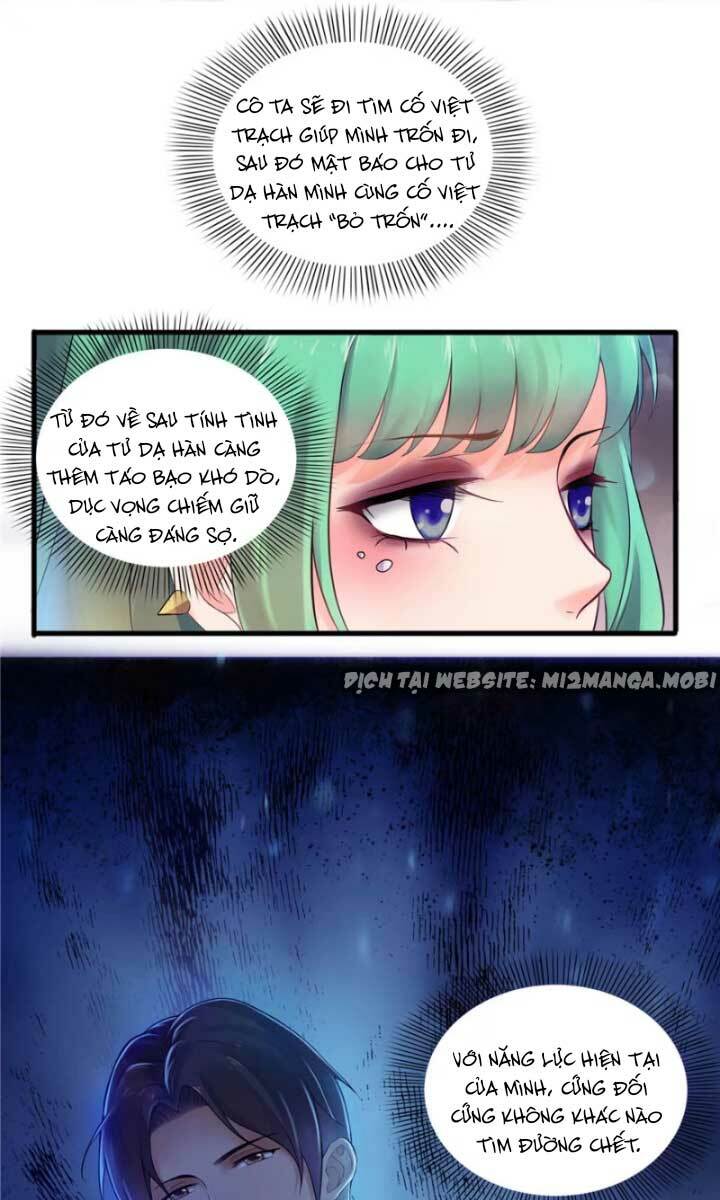 CÔ TA SẼ ĐI TÌM CỐ VIỆT
TRẠCH GIÚP MÌNH TRỐN ĐI,
SAU ĐÓ MẬT BÁO CHO TƯ
DẠ HÀN MÌNH CÙNG CỐ VIỆT
TRẠCH "BỎ TRỐN"....
TỪ ĐÓ VỀ SAU TÍNH TÌNH
CỦA TƯ DẠ HÀN CÀNG
THÊM TÁO BẠO KHÓ DÒ,
DỤC VỌNG CHIẾM GIỮ
CÀNG ĐÁNG SỢ.
DỊCH TẠI WEBSITE: MI2MANGA.MOBI
VỚI NĂNG LỰC HIỆN TẠI
CỦA MÌNH, CỨNG ĐỐI
CỨNG KHÔNG KHÁC NÀO
TÌM ĐƯỜNG CHẾT.